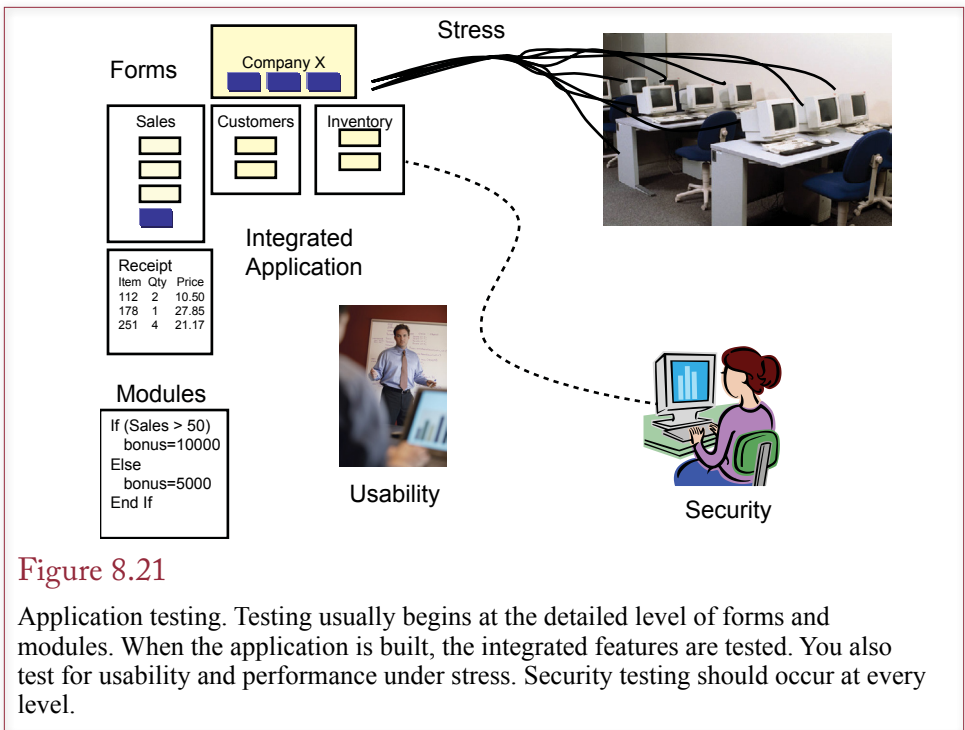 Stress
Forms
Company X
Sales
Customers
Inventory
Integrated
Application
Receipt
Item Qty Price
112 2 10.50
178 1 27.85
251 4 21.17
Modules
If (Sales > 50)
bonus=10000
Else
bonus=5000
End If
Usability
Security
Figure 8.21
Application testing. Testing usually begins at the detailed level of forms and
modules. When the application is built, the integrated features are tested. You also
test for usability and performance under stress. Security testing should occur at every
level.